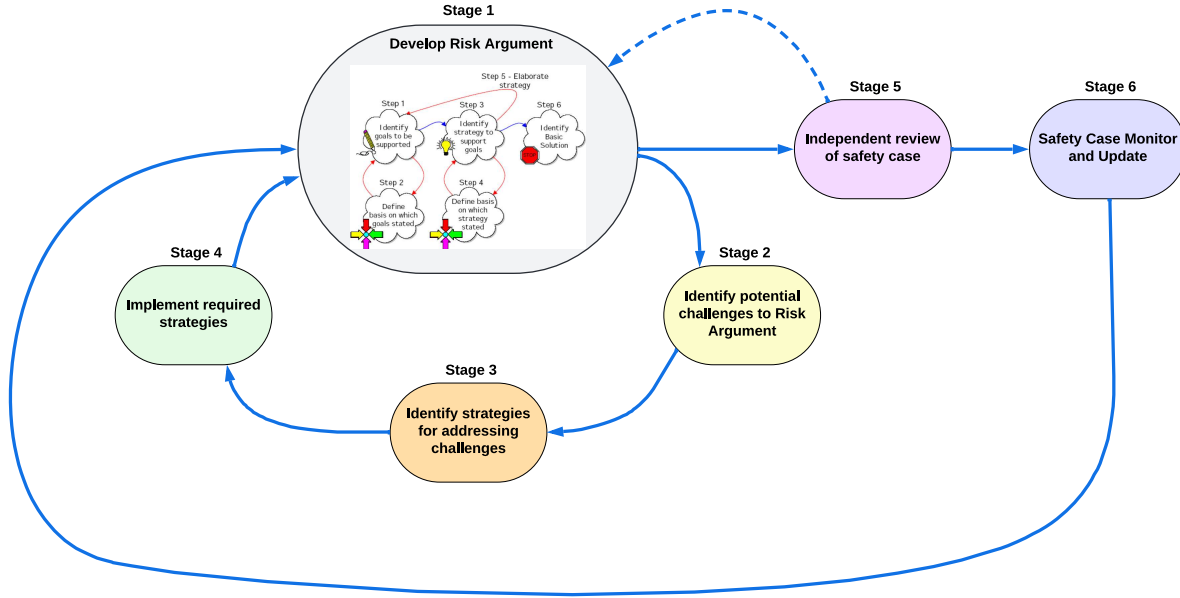 Stage 1
Develop Risk Argument
Step 5 - Elaborate
strategy
Step 1
Identify
goals to be
supported
Step 3
Identify
strategy to
support
goals
Step 6
Identify
Basic
Solution
STOP
Step 2
Define
basis on which
goals stated
Step 4
Define basis
on which
strategy
stated
Stage 5
Independent review
of safety case
Stage 6
Safety Case Monitor
and Update
Stage 4
Implement required
strategies
Stage 2
Identify potential
challenges to Risk
Argument
Stage 3
Identify strategies
for addressing
challenges